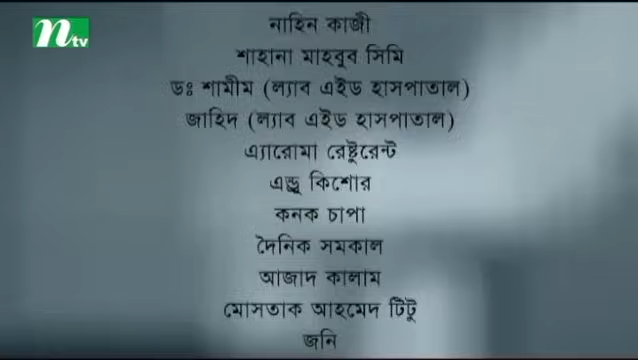 ntv
নাহিন কাজী
শাহানা মাহবুব সিমি
ডঃ শামীম (ল্যাব এইড হাসপাতাল)
জাহিদ (ল্যাব এইড হাসপাতাল)
এ্যারোমা রেষ্টুরেন্ট
এন্ড্রু কিশোর
কনক চাপা
দৈনিক সমকাল
আজাদ কালাম
মোসতাক আহমেদ টিটু
জনি